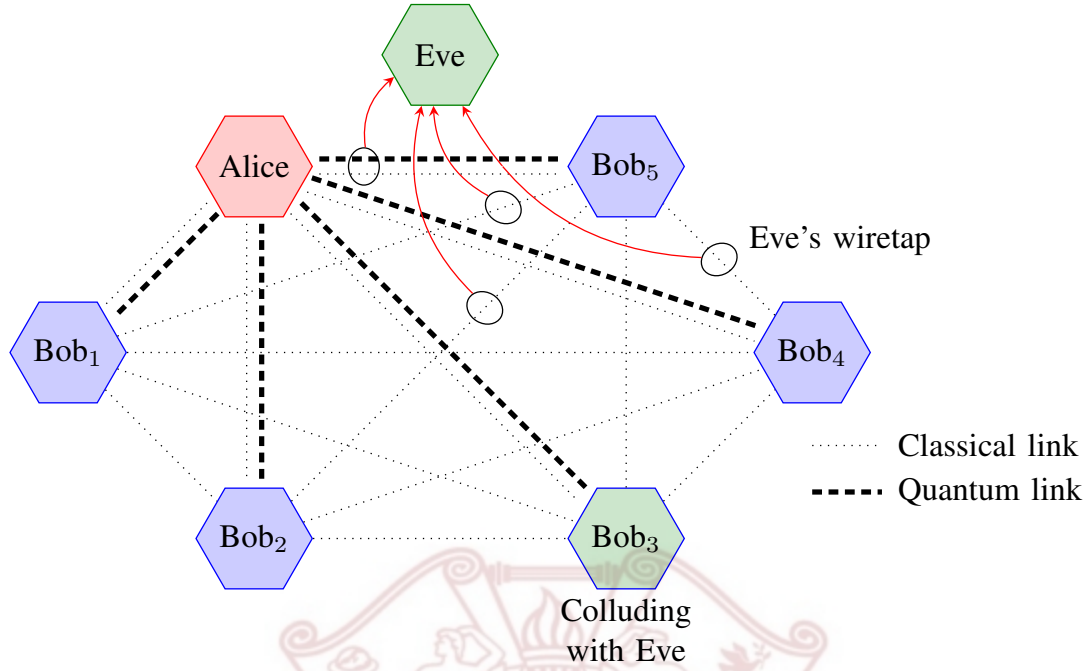 Eve
Alice
Bob₅
Eve's wiretap
Bob₁
Bob₄
Classical link
Quantum link
Bob₂
Bob₃
Colluding
with Eve